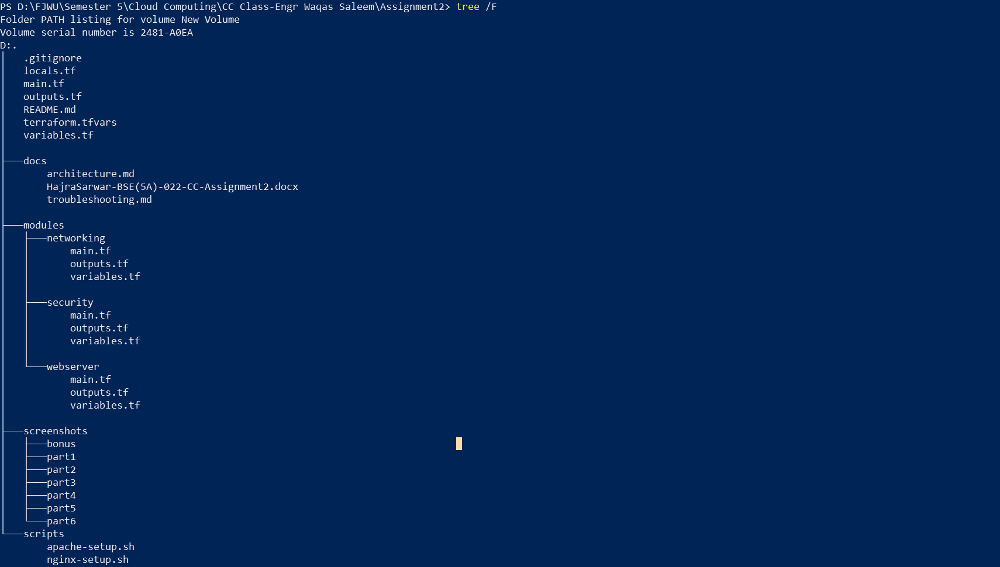 PS D:\FJWU\Semester 5\Cloud Computing\CC Class-Engr Waqas Saleem\Assignment2> tree /F
Folder PATH listing for volume New Volume
Volume serial number is 2481-A0EA
D:.
│   .gitignore
│   locals.tf
│   main.tf
│   outputs.tf
│   README.md
│   terraform.tfvars
│   variables.tf
│
├───docs
│       architecture.md
│       HajraSarwar-BSE(5A)-022-CC-Assignment2.docx
│       troubleshooting.md
│
├───modules
│   ├───networking
│   │       main.tf
│   │       outputs.tf
│   │       variables.tf
│   │
│   ├───security
│   │       main.tf
│   │       outputs.tf
│   │       variables.tf
│   │
│   └───webserver
│           main.tf
│           outputs.tf
│           variables.tf
│
├───screenshots
│   ├───bonus
│   ├───part1
│   ├───part2
│   ├───part3
│   ├───part4
│   ├───part5
│   └───part6
└───scripts
        apache-setup.sh
        nginx-setup.sh